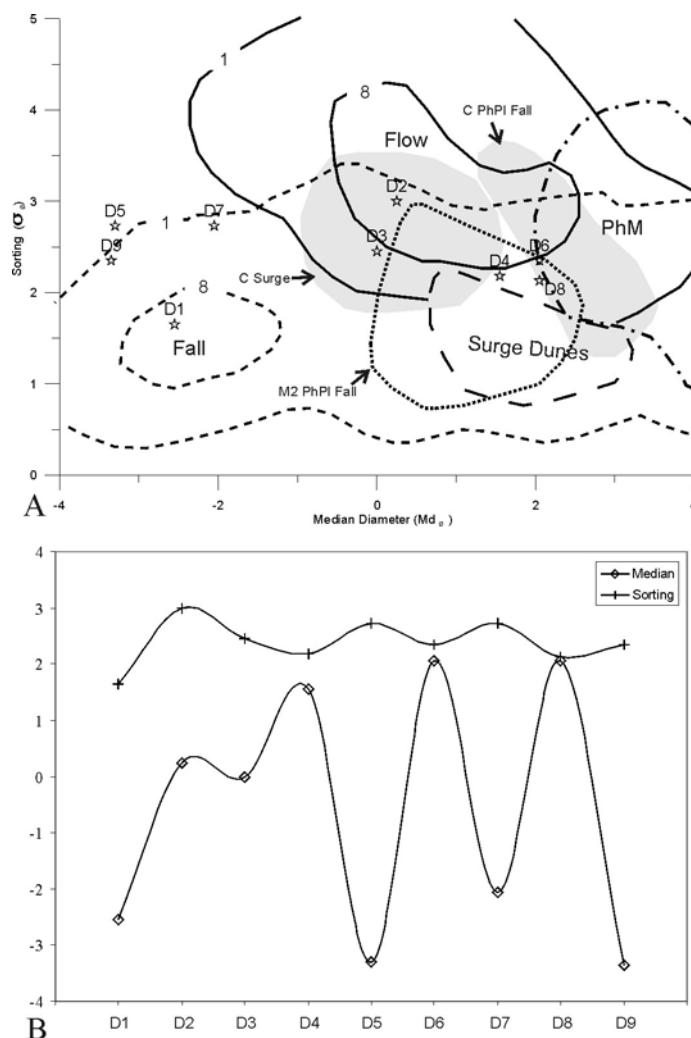 5
4
3
2
1
0
Sorting (σ ø)
1
8
Flow
C PhPl Fall
D2
D5
D7
1
D9
D3
D6
PhM
D4
D8
C Surge
8
D1
Fall
Surge Dunes
M2 PhPl Fall
-4
-2
0
2
4
A
Median Diameter (Md ø)
4
3
2
1
0
-1
-2
-3
-4
Median
Sorting
D1 D2 D3 D4 D5 D6 D7 D8 D9
B